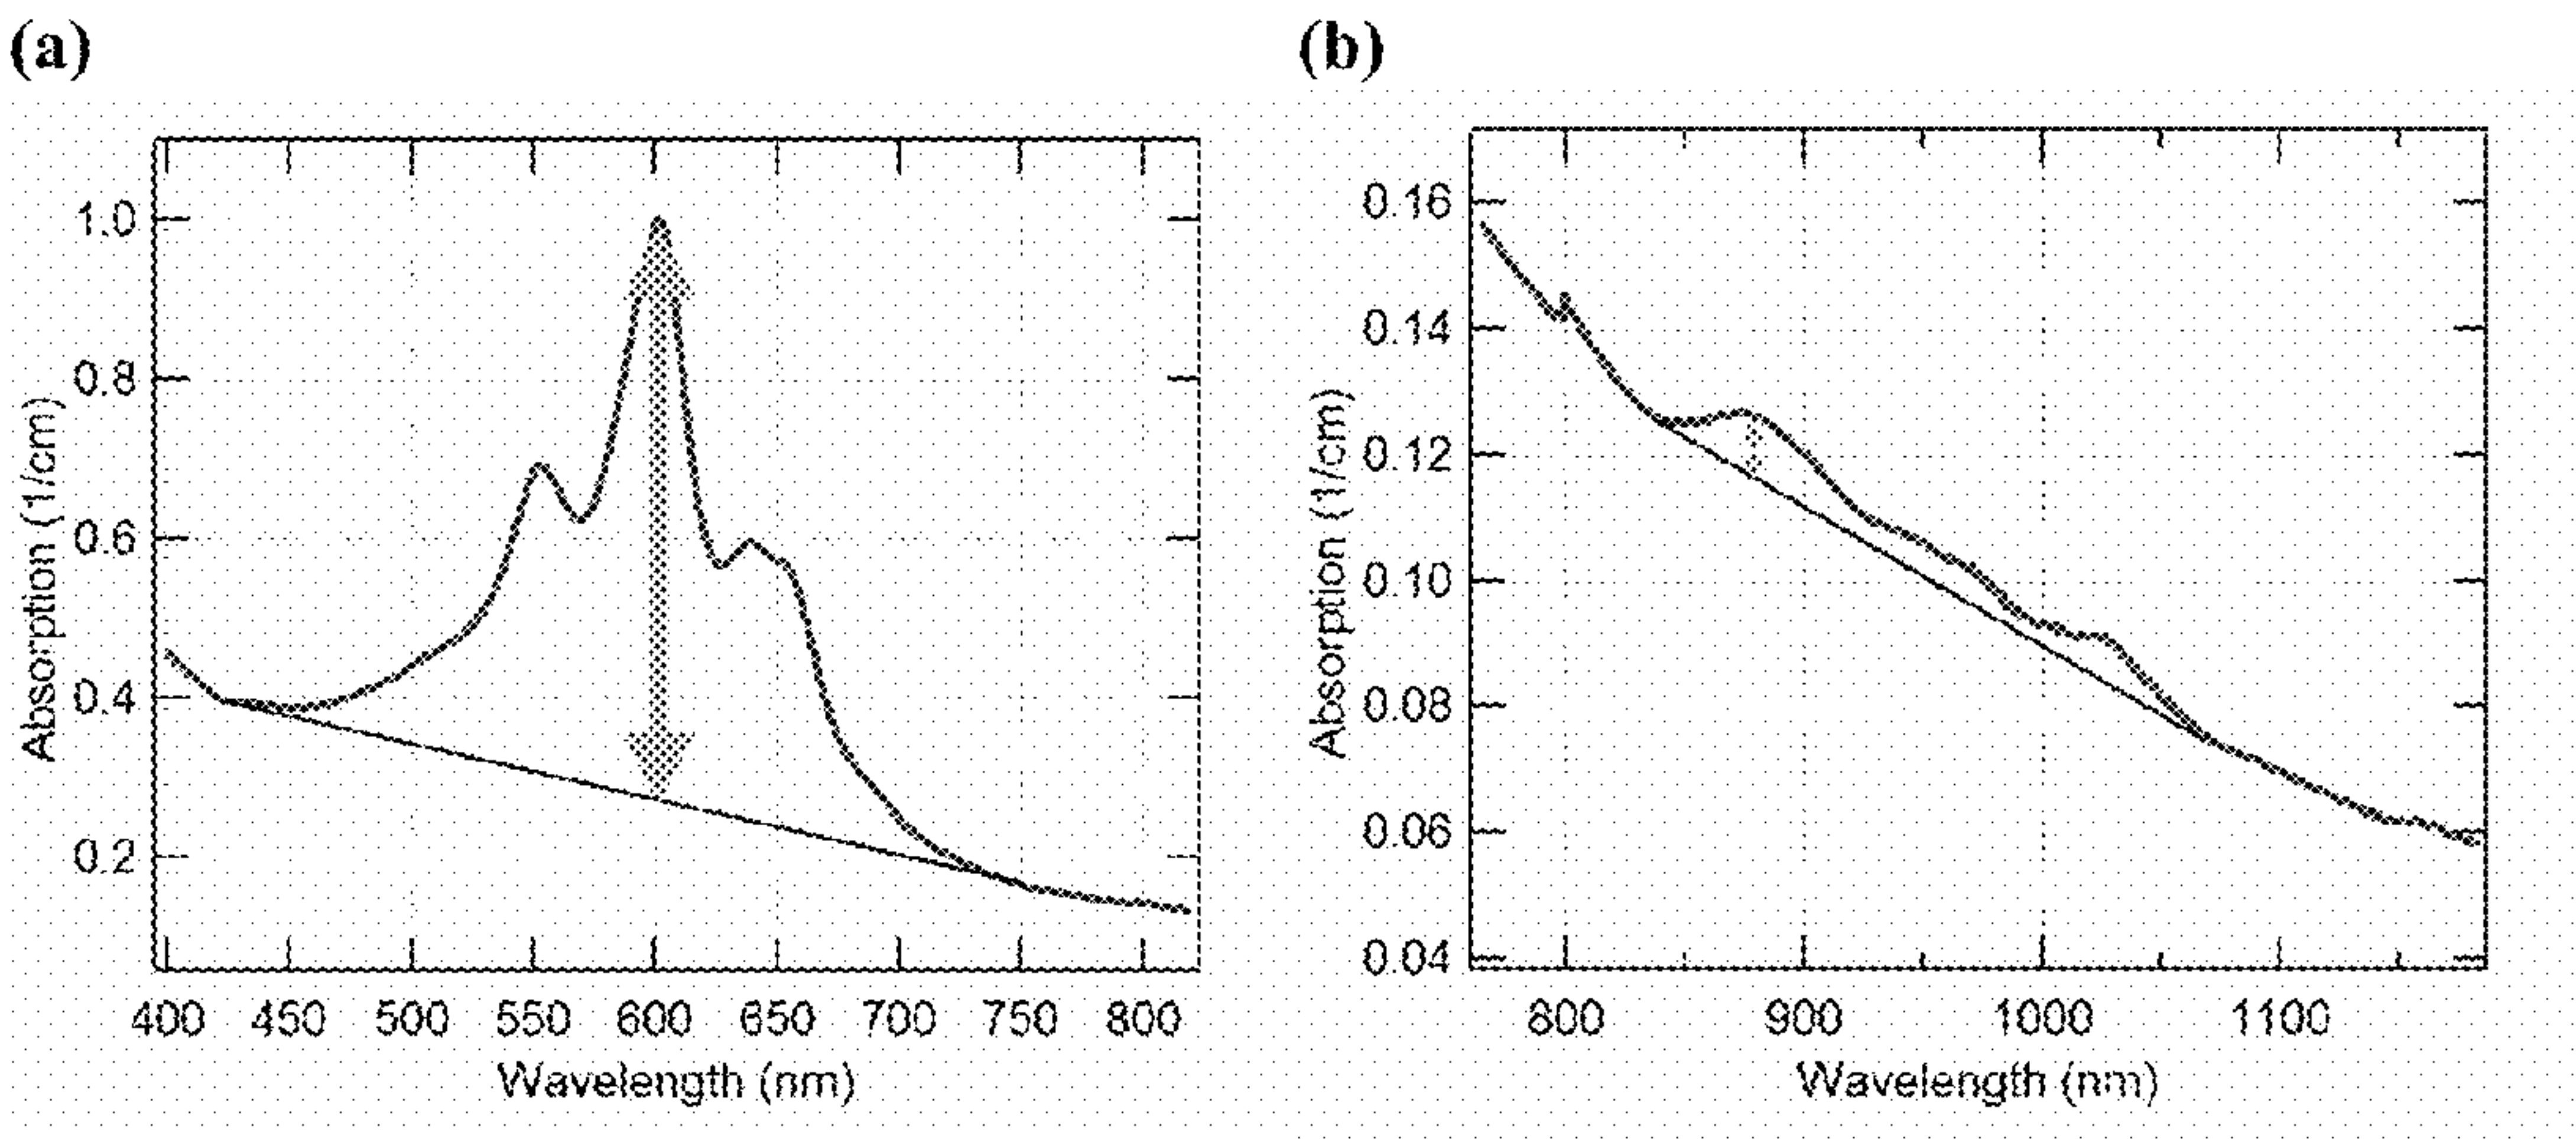 (a)
1.0
0.8
0.6
0.4
0.2
Absorption (1/cm)
400 450 500 550 600 650 700 750 800
Wavelength (nm)
(b)
0.16
0.14
0.12
0.10
0.08
0.06
0.04
Absorption (1/cm)
800 900 1000 1100
Wavelength (nm)